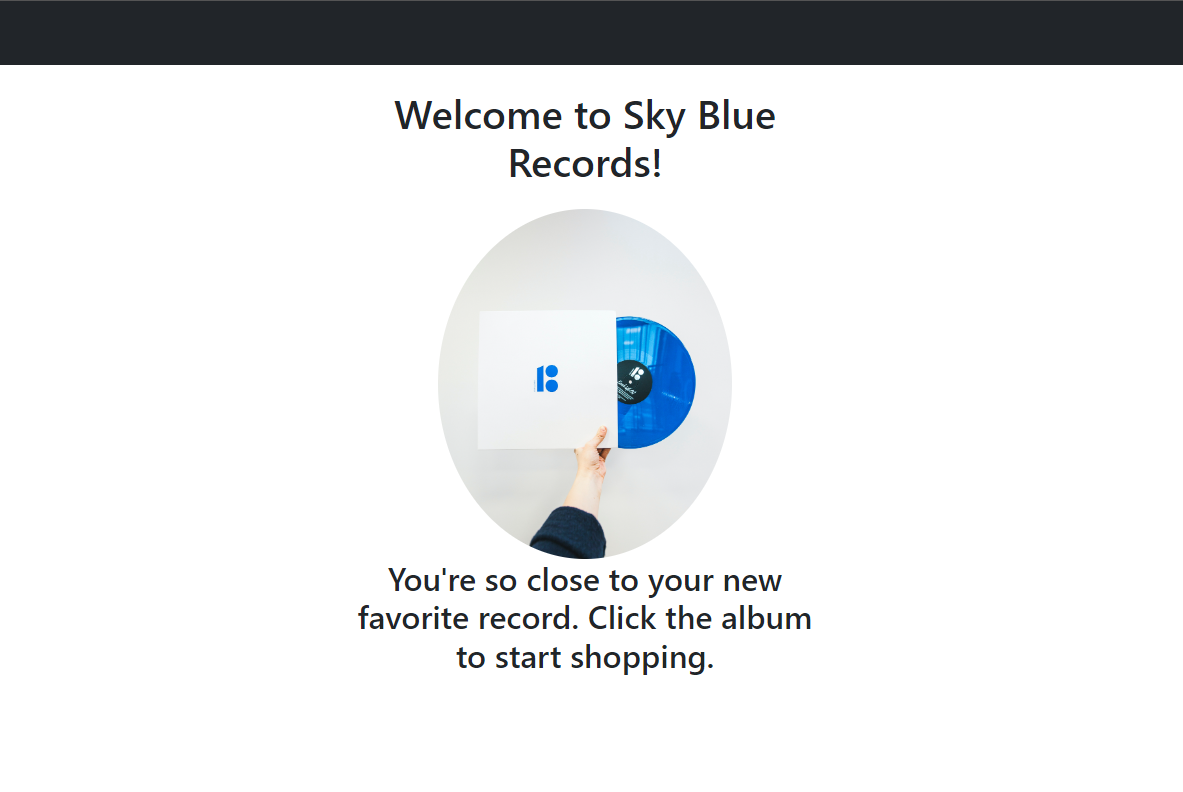 Welcome to Sky Blue
Records!
You're so close to your new
favorite record. Click the album
to start shopping.